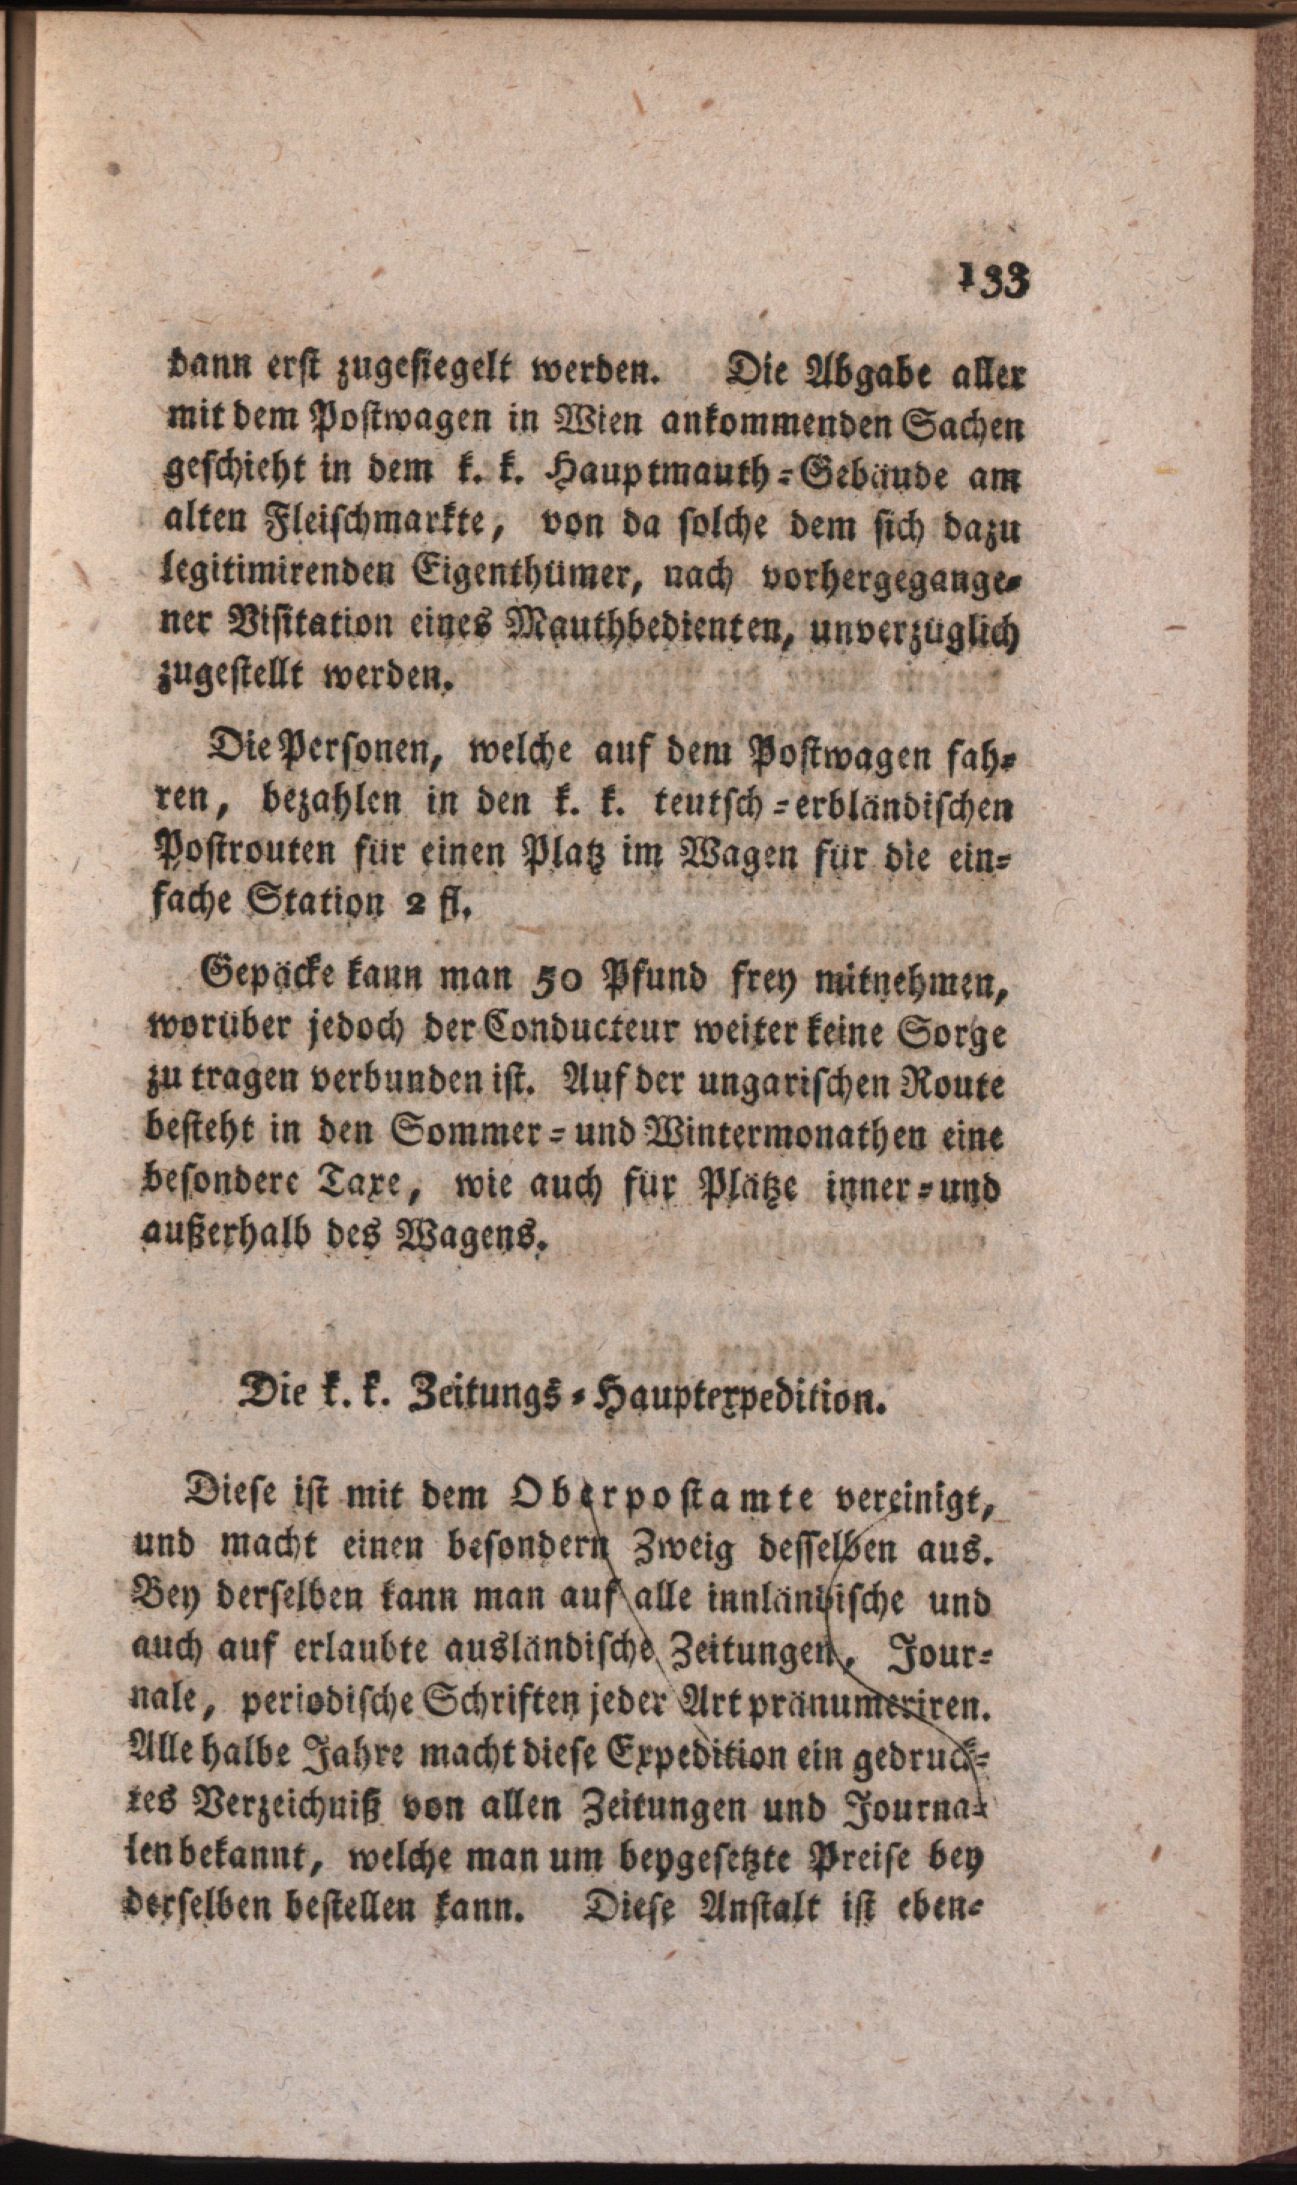 133
dann erst zugesiegelt werden. Die Abgabe aller
mit dem Postwagen in Wien ankommenden Sachen
geschieht in dem k. k. Hauptmauth-Gebäude am
alten Fleischmarkte, von da solche dem sich dazu
legitimirenden Eigenthümer, nach vorhergegange-
ner Visitation eines Mauthbedienten, unverzüglich
zugestellt werden.
Die Personen, welche auf dem Postwagen fah-
ren, bezahlen in den k. k. teutsch-erbländischen
Postrouten für einen Platz im Wagen für die ein-
fache Station 2 fl.
Gepäcke kann man 50 Pfund frey mitnehmen,
worüber jedoch der Conducteur weiter keine Sorge
zu tragen verbunden ist. Auf der ungarischen Route
besteht in den Sommer- und Wintermonathen eine
besondere Taxe, wie auch für Plätze inner- und
außerhalb des Wagens.
Die k. k. Zeitungs-Hauptexpedition.
Diese ist mit dem Oberpostamte vereinigt,
und macht einen besondern Zweig desselben aus.
Bey derselben kann man auf alle innländische und
auch auf erlaubte ausländische Zeitungen, Jour-
nale, periodische Schriften jeder Art pränumeriren.
Alle halbe Jahre macht diese Expedition ein gedruck-
tes Verzeichniß von allen Zeitungen und Journa-
len bekannt, welche man um beygesetzte Preise bey
derselben bestellen kann. Diese Anstalt ist eben-